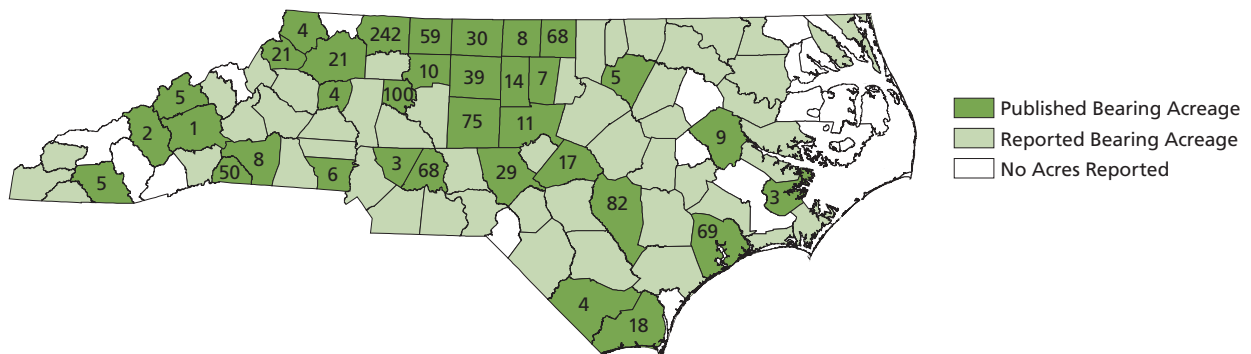 4
242 59 30 8 68
21 21
10 39 14 7 5
4 100
5
75 11 9
2 1
3 68 29 17
5 50 8 6 3
82
69
4 18
Published Bearing Acreage
Reported Bearing Acreage
No Acres Reported